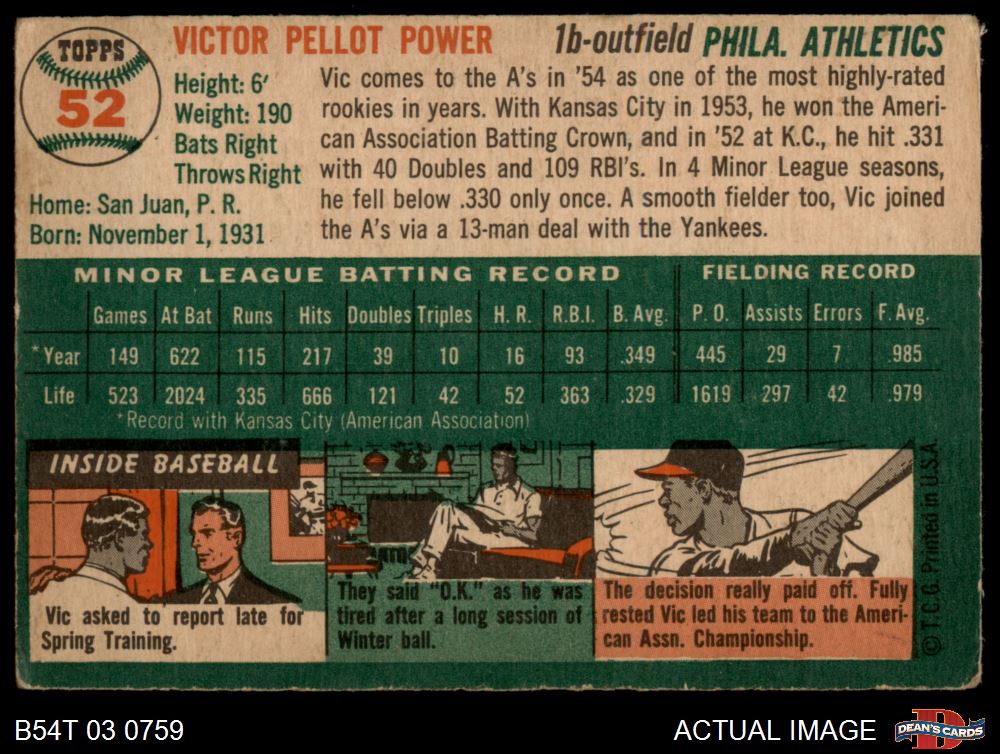 TOPPS
52
VICTOR PELLOT POWER 1b-outfield PHILA. ATHLETICS
Height: 6'
Weight: 190
Bats Right
Throws Right
Home: San Juan, P. R.
Born: November 1, 1931
Vic comes to the A's in '54 as one of the most highly-rated
rookies in years. With Kansas City in 1953, he won the Ameri-
can Association Batting Crown, and in '52 at K.C., he hit .331
with 40 Doubles and 109 RBI's. In 4 Minor League seasons,
he fell below .330 only once. A smooth fielder too, Vic joined
the A's via a 13-man deal with the Yankees.
MINOR LEAGUE BATTING RECORD FIELDING RECORD
Games At Bat Runs Hits Doubles Triples H. R. R.B.I. B. Avg. P. O. Assists Errors F. Avg.
*Year 149 622 115 217 39 10 16 93 .349 445 29 7 .985
Life 523 2024 335 666 121 42 52 363 .329 1619 297 42 .979
*Record with Kansas City (American Association)
INSIDE BASEBALL
Vic asked to report late for
Spring Training.
They said "O.K." as he was
tired after a long session of
Winter ball.
The decision really paid off. Fully
rested Vic led his team to the Ameri-
can Assn. Championship.
© T.C.G. Printed in U.S.A.
B54T 03 0759
ACTUAL IMAGE
D
DEAN'S CARDS